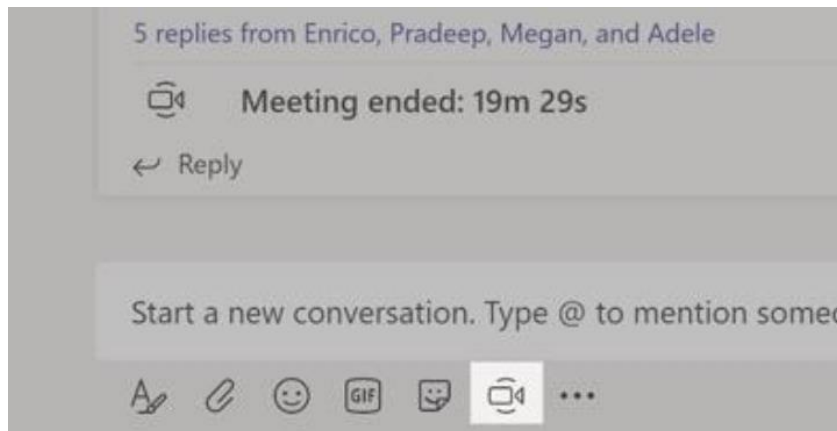 5 replies from Enrico, Pradeep, Megan, and Adele
Meeting ended: 19m 29s
Reply
Start a new conversation. Type @ to mention
GIF